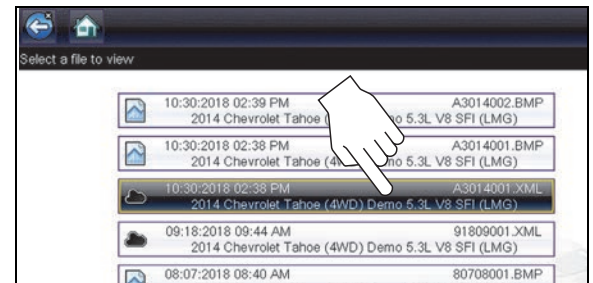 Select a file to view
10:30:2018 02:39 PM A3014002.BMP
2014 Chevrolet Tahoe ( Demo 5.3L V8 SFI (LMG)
10:30:2018 02:38 PM A3014001.BMP
2014 Chevrolet Tahoe (4W Demo 5.3L V8 SFI (LMG)
10:30:2018 02:38 PM A3014001.XML
2014 Chevrolet Tahoe (4WD) Demo 5.3L V8 SFI (LMG)
09:18:2018 09:44 AM 91809001.XML
2014 Chevrolet Tahoe (4WD) Demo 5.3L V8 SFI (LMG)
08:07:2018 08:40 AM 80708001.BMP